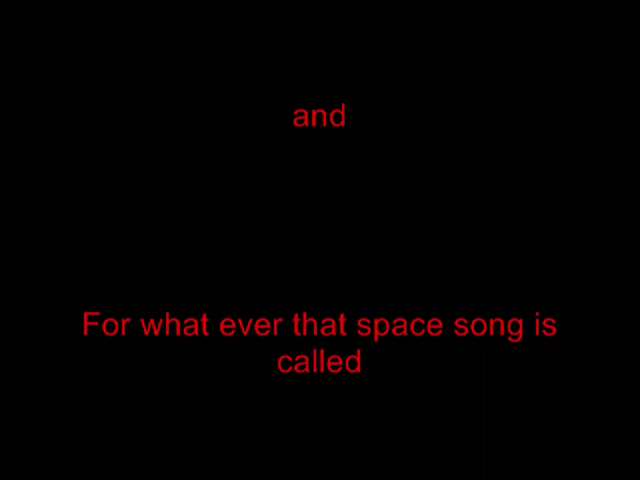 and
For what ever that space song is
called